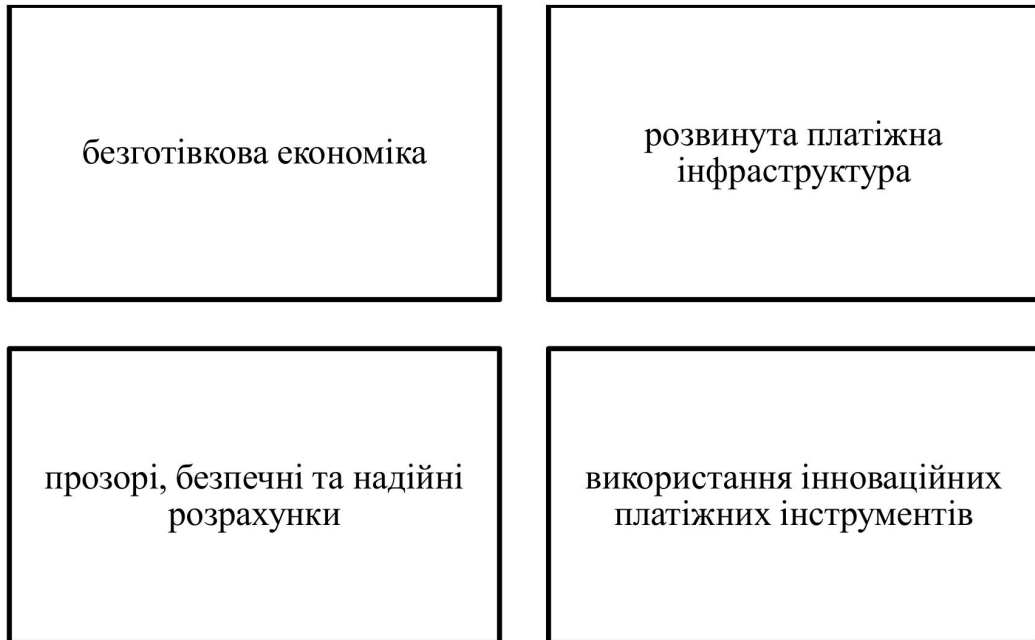 безготівкова економіка
розвинута платіжна
інфраструктура
прозорі, безпечні та надійні
розрахунки
використання інноваційних
платіжних інструментів